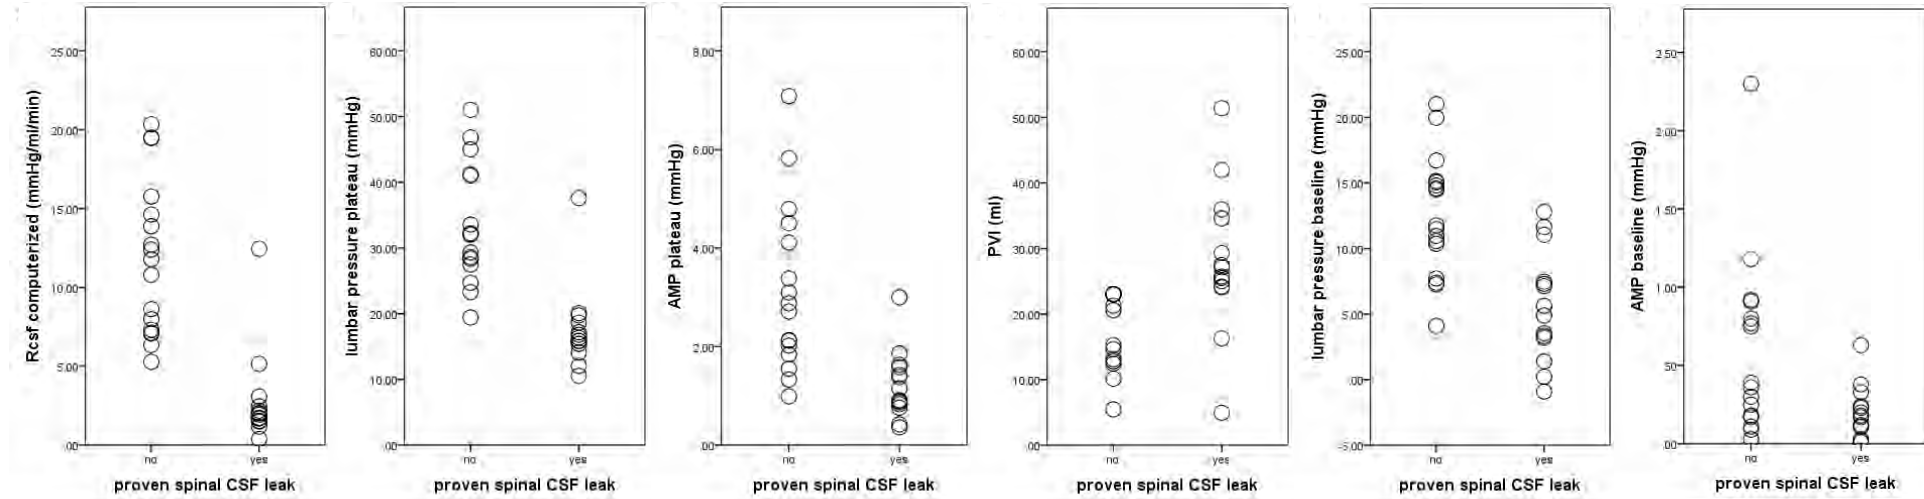 Rcsf computerized (mmHg/ml/min)
25.00
20.00
15.00
10.00
5.00
.00
no yes
proven spinal CSF leak
lumbar pressure plateau (mmHg)
60.00
50.00
40.00
30.00
20.00
10.00
.00
no yes
proven spinal CSF leak
AMP plateau (mmHg)
8.00
6.00
4.00
2.00
.00
no yes
proven spinal CSF leak
PVI (ml)
60.00
50.00
40.00
30.00
20.00
10.00
.00
no yes
proven spinal CSF leak
lumbar pressure baseline (mmHg)
25.00
20.00
15.00
10.00
5.00
.00
-5.00
no yes
proven spinal CSF leak
AMP baseline (mmHg)
2.50
2.00
1.50
1.00
.50
.00
no yes
proven spinal CSF leak